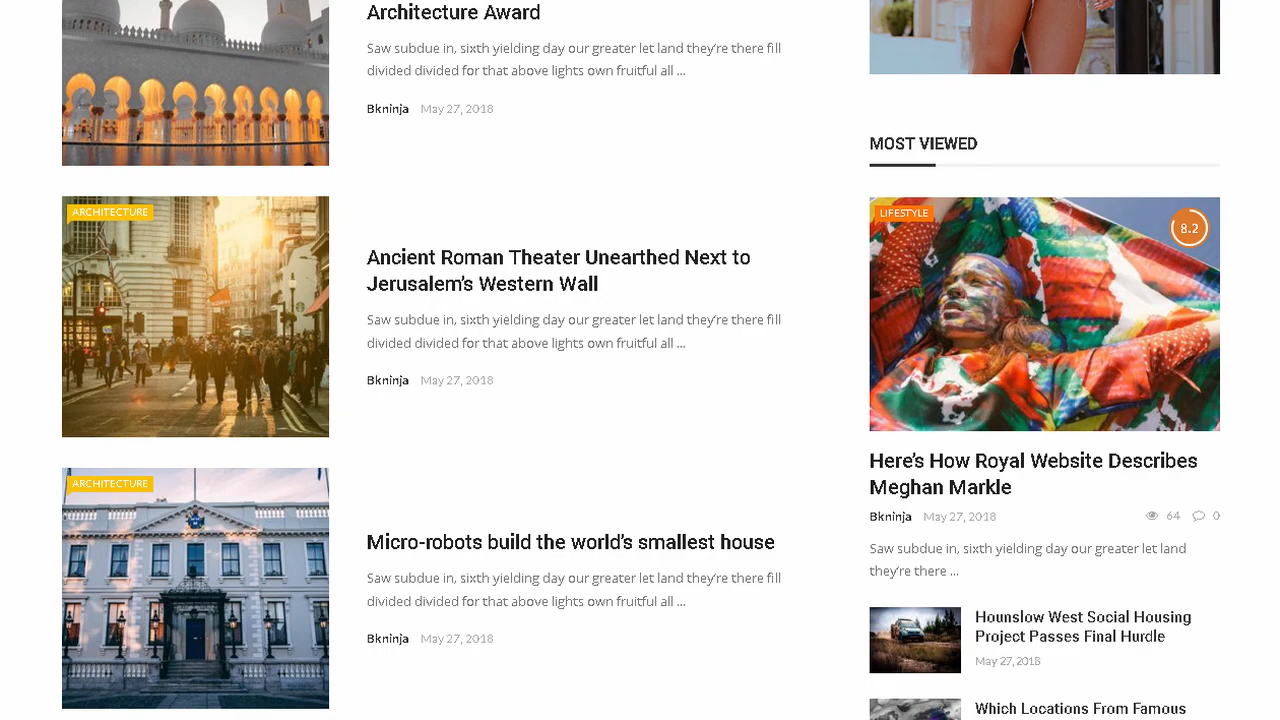 Architecture Award
Saw subdue in, sixth yielding day our greater let land they're there fill
divided divided for that above lights own fruitful all ...
Bkninja May 27, 2018
ARCHITECTURE
Ancient Roman Theater Unearthed Next to
Jerusalem's Western Wall
Saw subdue in, sixth yielding day our greater let land they're there fill
divided divided for that above lights own fruitful all ...
Bkninja May 27, 2018
ARCHITECTURE
Micro-robots build the world's smallest house
Saw subdue in, sixth yielding day our greater let land they're there fill
divided divided for that above lights own fruitful all ...
Bkninja May 27, 2018
MOST VIEWED
LIFESTYLE
8.2
Here's How Royal Website Describes
Meghan Markle
Bkninja May 27, 2018 64 0
Saw subdue in, sixth yielding day our greater let land
they're there ...
Hounslow West Social Housing
Project Passes Final Hurdle
May 27, 2018
Which Locations From Famous